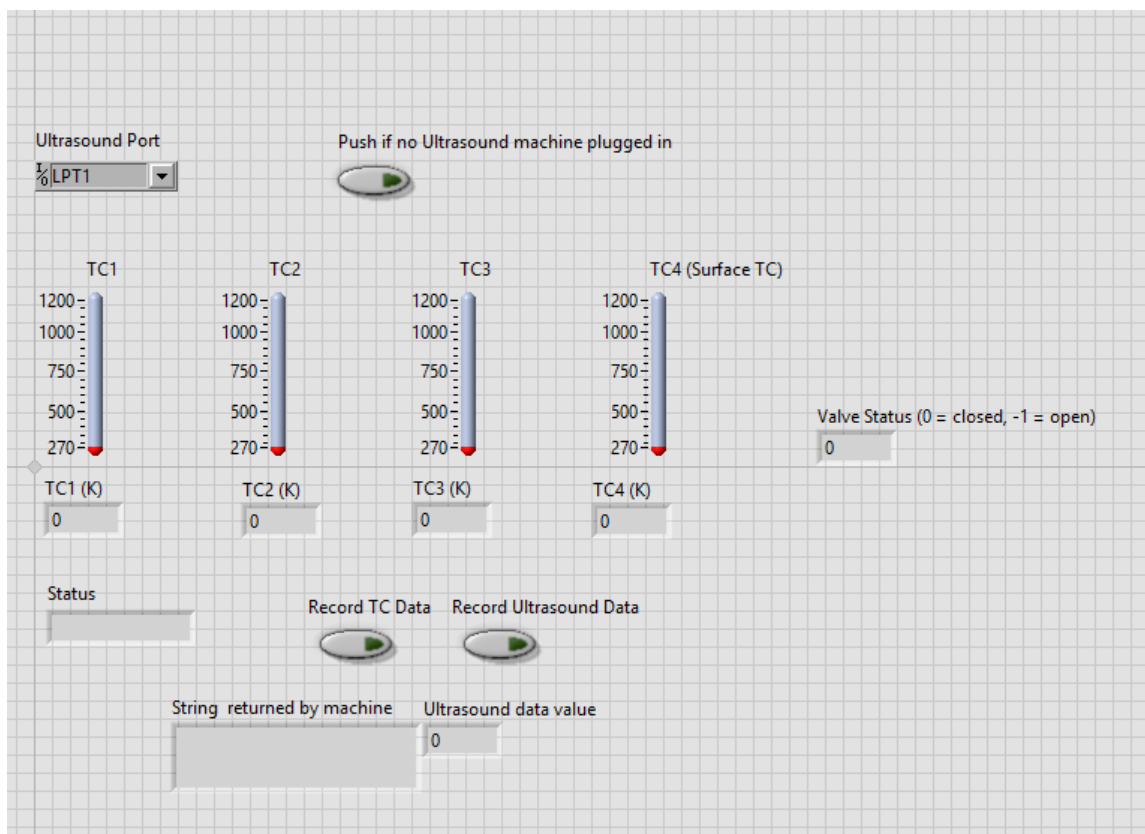 Ultrasound Port
Push if no Ultrasound machine plugged in
I/O LPT1
TC1 TC2 TC3 TC4 (Surface TC)
1200 1200 1200 1200
1000 1000 1000 1000
750 750 750 750
500 500 500 500
Valve Status (0 = closed, -1 = open)
270 270 270 270
0
TC1 (K) TC2 (K) TC3 (K) TC4 (K)
0 0 0 0
Status
Record TC Data Record Ultrasound Data
String  returned by machine Ultrasound data value
0